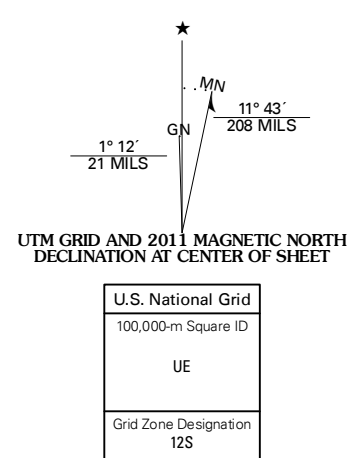 ★
MN
11° 43´
208 MILS
GN
1° 12´
21 MILS
UTM GRID AND 2011 MAGNETIC NORTH
DECLINATION AT CENTER OF SHEET
U.S. National Grid
100,000-m Square ID
UE
Grid Zone Designation
12S